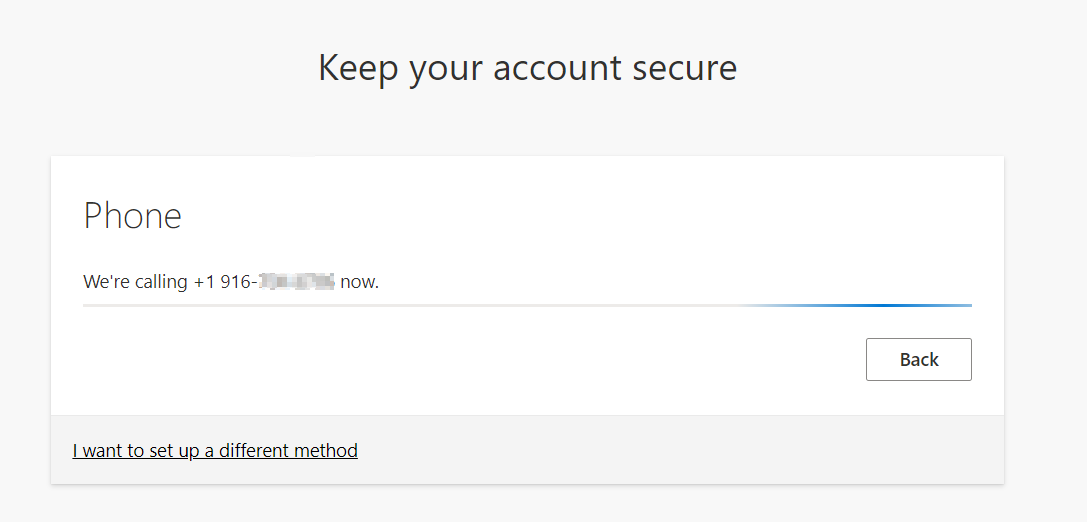 Keep your account secure
Phone
We're calling +1 916- now.
Back
I want to set up a different method